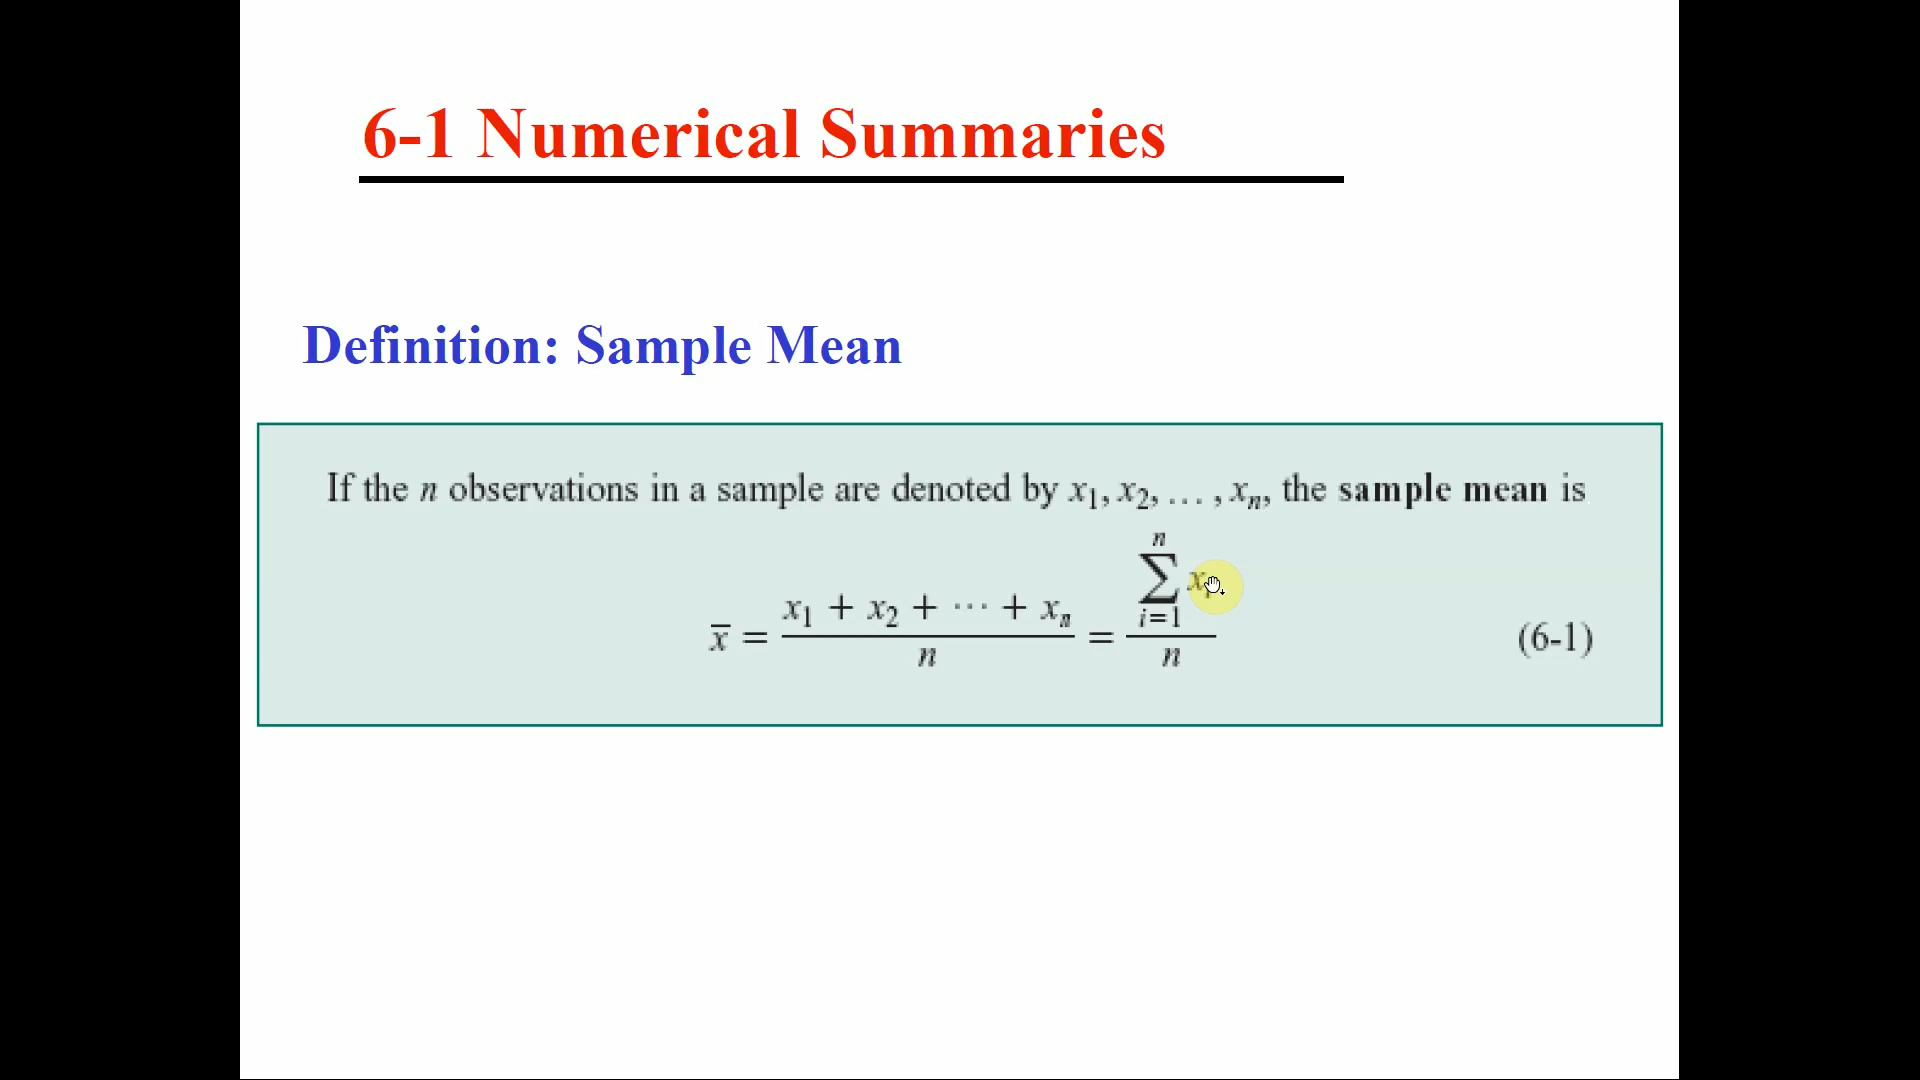 6-1 Numerical Summaries
Definition: Sample Mean
If the n observations in a sample are denoted by x₁, x₂, … , xₙ, the sample mean is
x̄ = (x₁ + x₂ + ⋯ + xₙ) / n = (∑ⁿᵢ₌₁ xᵢ) / n (6-1)